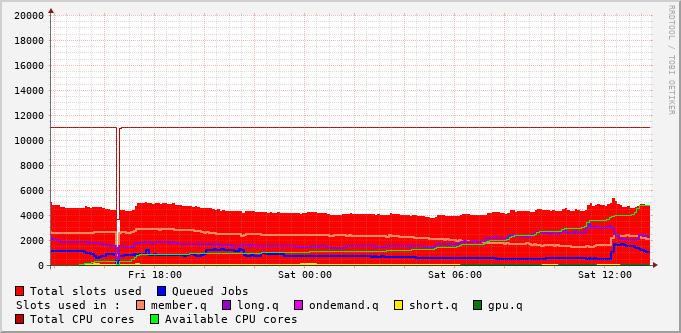 20000
18000
16000
14000
12000
10000
8000
6000
4000
2000
0
Fri 18:00 Sat 00:00 Sat 06:00 Sat 12:00
RRDTOOL / TOBI OETIKER
Total slots used Queued Jobs
Slots used in : member.q long.q ondemand.q short.q gpu.q
Total CPU cores Available CPU cores